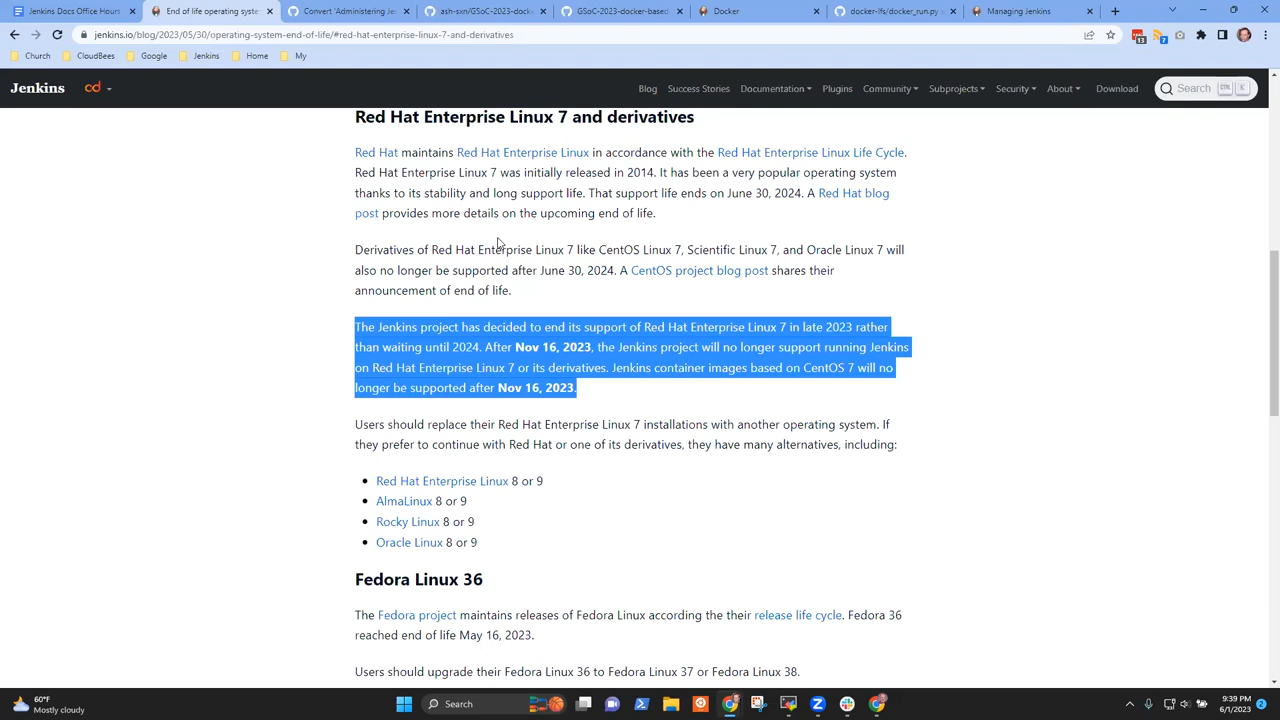 Jenkins Docs Office Hours
End of life operating sys
Convert 'Administering Je
ash-sxn/GSoC-2023-docke
GSoC-2023-docker-based
Docker
docker-lfs/docker_run.py
Managing Jenkins
jenkins.io/blog/2023/05/30/operating-system-end-of-life/#red-hat-enterprise-linux-7-and-derivatives
13
7
Church
CloudBees
Google
Jenkins
Home
My
Jenkins
cd
Blog
Success Stories
Documentation
Plugins
Community
Subprojects
Security
About
Download
Search
CTRL
K
Red Hat Enterprise Linux 7 and derivatives
Red Hat maintains Red Hat Enterprise Linux in accordance with the Red Hat Enterprise Linux Life Cycle.
Red Hat Enterprise Linux 7 was initially released in 2014. It has been a very popular operating system
thanks to its stability and long support life. That support life ends on June 30, 2024. A Red Hat blog
post provides more details on the upcoming end of life.
Derivatives of Red Hat Enterprise Linux 7 like CentOS Linux 7, Scientific Linux 7, and Oracle Linux 7 will
also no longer be supported after June 30, 2024. A CentOS project blog post shares their
announcement of end of life.
The Jenkins project has decided to end its support of Red Hat Enterprise Linux 7 in late 2023 rather
than waiting until 2024. After Nov 16, 2023, the Jenkins project will no longer support running Jenkins
on Red Hat Enterprise Linux 7 or its derivatives. Jenkins container images based on CentOS 7 will no
longer be supported after Nov 16, 2023.
Users should replace their Red Hat Enterprise Linux 7 installations with another operating system. If
they prefer to continue with Red Hat or one of its derivatives, they have many alternatives, including:
Red Hat Enterprise Linux 8 or 9
AlmaLinux 8 or 9
Rocky Linux 8 or 9
Oracle Linux 8 or 9
Fedora Linux 36
The Fedora project maintains releases of Fedora Linux according the their release life cycle. Fedora 36
reached end of life May 16, 2023.
Users should upgrade their Fedora Linux 36 to Fedora Linux 37 or Fedora Linux 38.
60°F
Mostly cloudy
Search
9:39 PM
6/1/2023
2